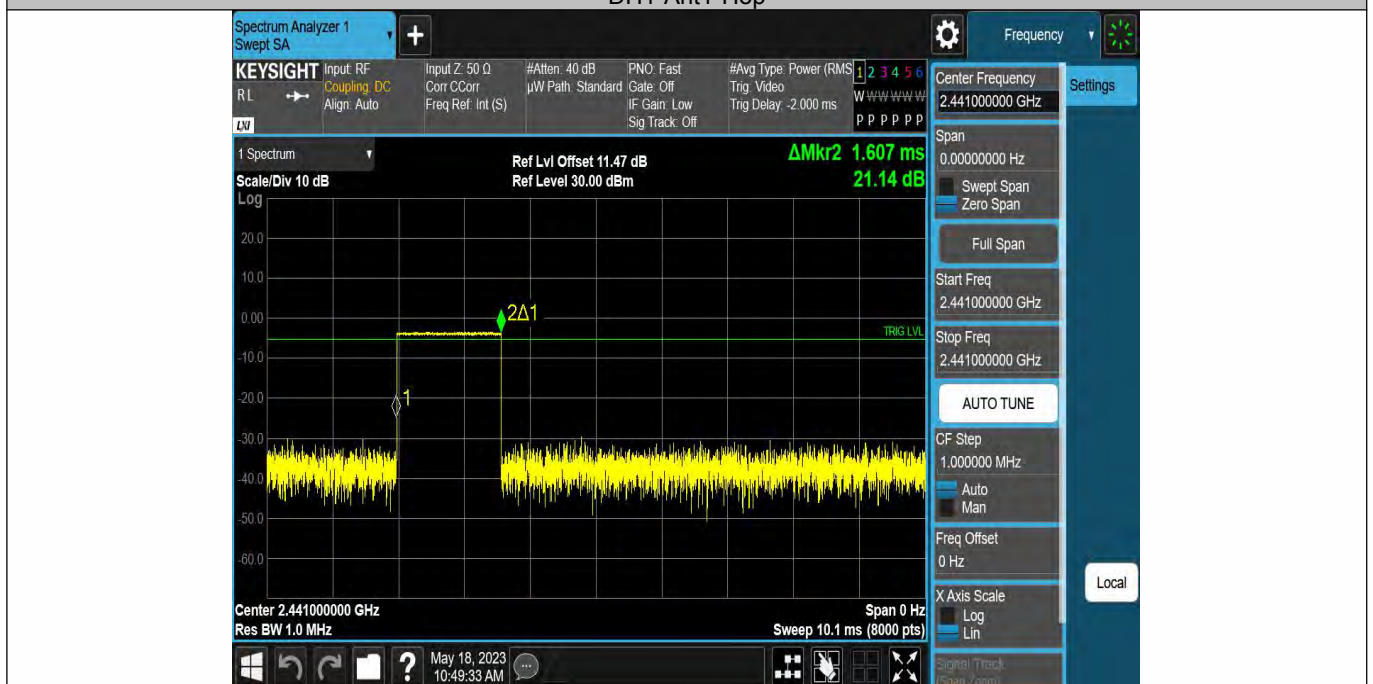 Spectrum Analyzer 1
Swept SA
Frequency
KEYSIGHT
R L
LXI
Input: RF
Coupling: DC
Align: Auto
Input Z: 50 Ω
Corr CCorr
Freq Ref: Int (S)
#Atten: 40 dB
µW Path: Standard
PNO: Fast
Gate: Off
IF Gain: Low
Sig Track: Off
#Avg Type: Power (RMS
Trig: Video
Trig Delay: -2.000 ms
1 2 3 4 5 6
W W W W W W
P P P P P P
1 Spectrum
Scale/Div 10 dB
Log
Ref Lvl Offset 11.47 dB
Ref Level 30.00 dBm
ΔMkr2 1.607 ms
21.14 dB
20.0
10.0
0.00
-10.0
-20.0
-30.0
-40.0
-50.0
-60.0
2Δ1
TRIG LVL
1
Center 2.441000000 GHz
Res BW 1.0 MHz
Span 0 Hz
Sweep 10.1 ms (8000 pts)
May 18, 2023
10:49:33 AM
Center Frequency
2.441000000 GHz
Settings
Span
0.00000000 Hz
Swept Span
Zero Span
Full Span
Start Freq
2.441000000 GHz
Stop Freq
2.441000000 GHz
AUTO TUNE
CF Step
1.000000 MHz
Auto
Man
Freq Offset
0 Hz
X Axis Scale
Log
Lin
Local
Signal Track
(Span Zoom)